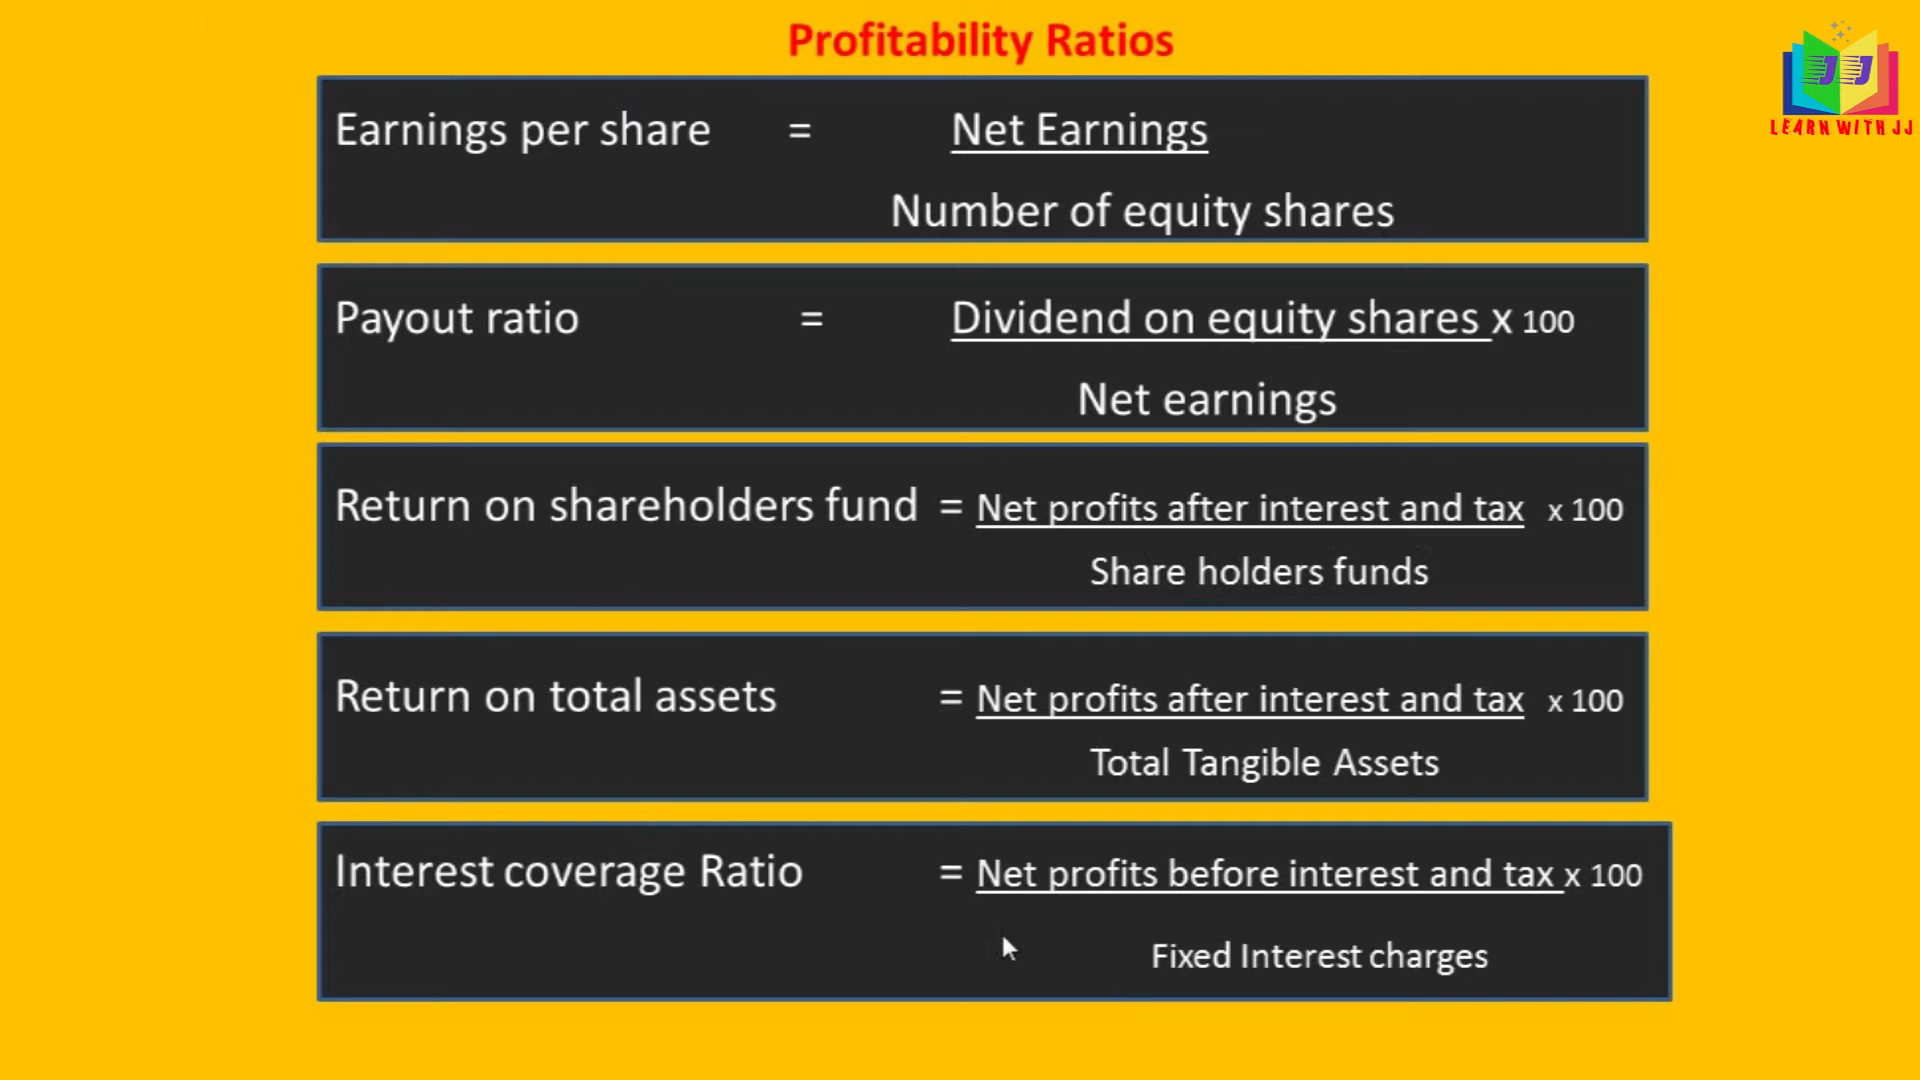 Profitability Ratios
JJ
LEARN WITH JJ
Earnings per share = Net Earnings
Number of equity shares
Payout ratio = Dividend on equity shares x 100
Net earnings
Return on shareholders fund = Net profits after interest and tax x 100
Share holders funds
Return on total assets = Net profits after interest and tax x 100
Total Tangible Assets
Interest coverage Ratio = Net profits before interest and tax x 100
Fixed Interest charges